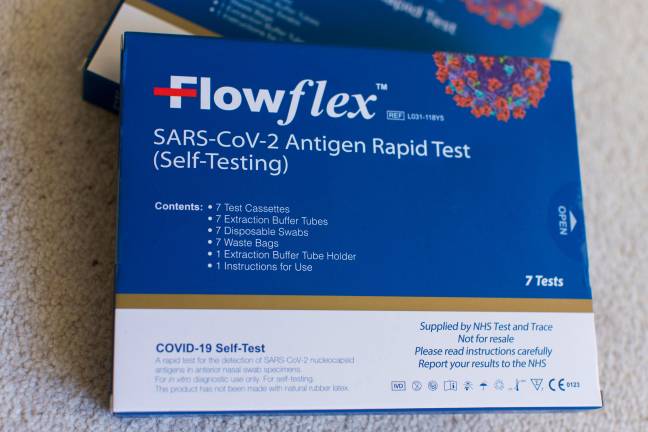 Rapid Test
Flowflex™
REF L031-118Y5
SARS-CoV-2 Antigen Rapid Test
(Self-Testing)
Contents: • 7 Test Cassettes
• 7 Extraction Buffer Tubes
• 7 Disposable Swabs
• 7 Waste Bags
• 1 Extraction Buffer Tube Holder
• 1 Instructions for Use
OPEN
7 Tests
Supplied by NHS Test and Trace
Not for resale
Please read instructions carefully
Report your results to the NHS
COVID-19 Self-Test
A rapid test for the detection of SARS-CoV-2 nucleocapsid
antigens in anterior nasal swab specimens.
For in vitro diagnostic use only. For self-testing.
This product has not been made with natural rubber latex.
IVD
CE 0123